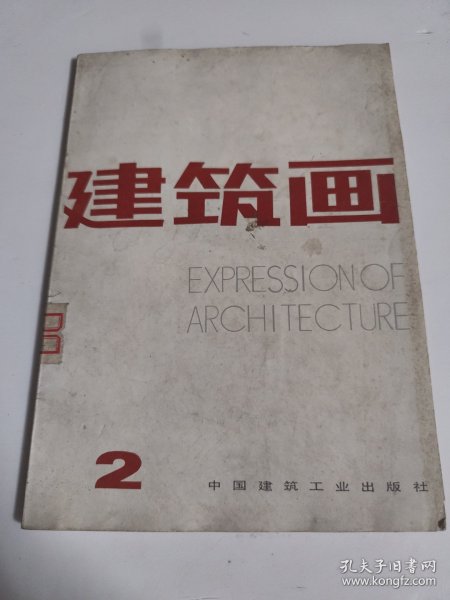 建筑画
EXPRESSION OF
ARCHITECTURE
2
中国建筑工业出版社
孔夫子旧书网
www.kongfz.com